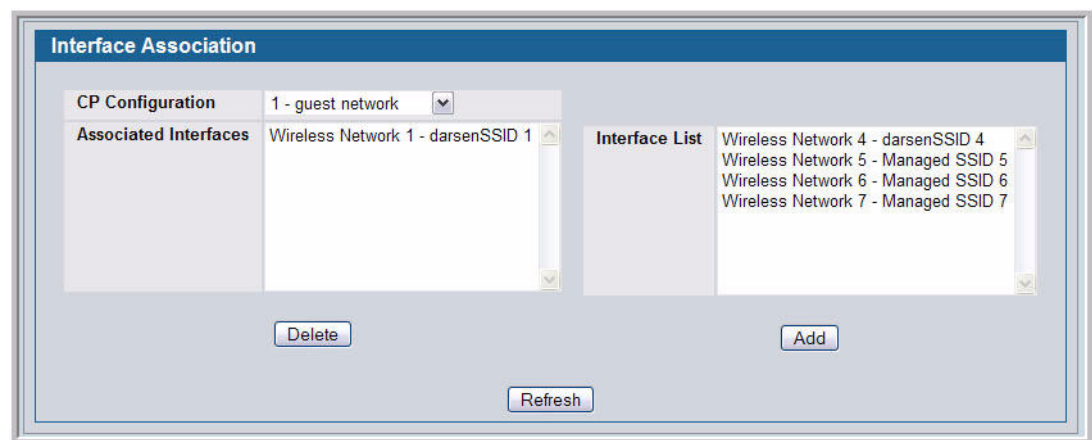 Interface Association
CP Configuration
1 - guest network
Associated Interfaces
Wireless Network 1 - darsenSSID 1
Interface List
Wireless Network 4 - darsenSSID 4
Wireless Network 5 - Managed SSID 5
Wireless Network 6 - Managed SSID 6
Wireless Network 7 - Managed SSID 7
Delete
Add
Refresh